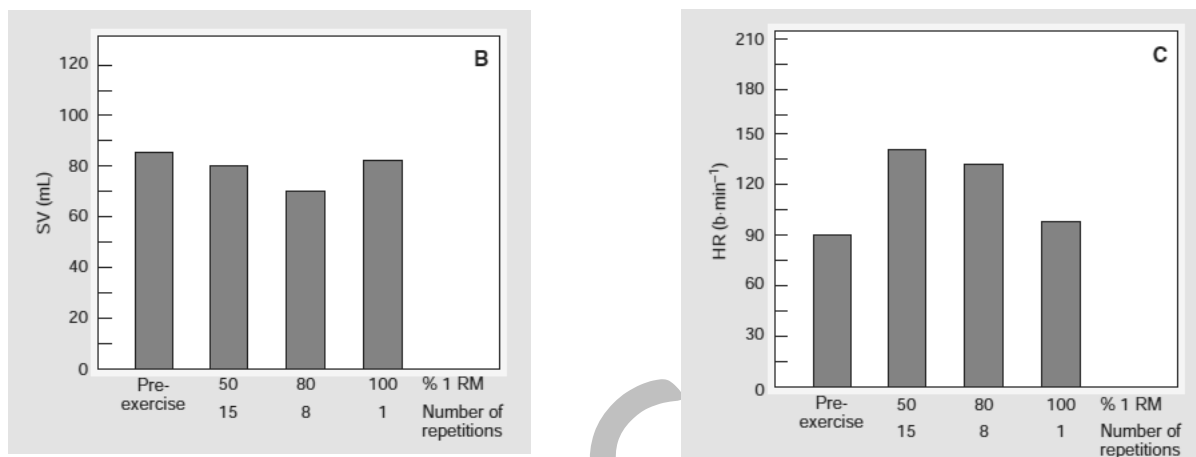 B
120
100
80
60
40
20
0
SV (mL)
Pre-
exercise
50 80 100 % 1 RM
15 8 1 Number of
repetitions
C
210
180
150
120
90
60
30
0
HR (b·min⁻¹)
Pre-
exercise
50 80 100 % 1 RM
15 8 1 Number of
repetitions